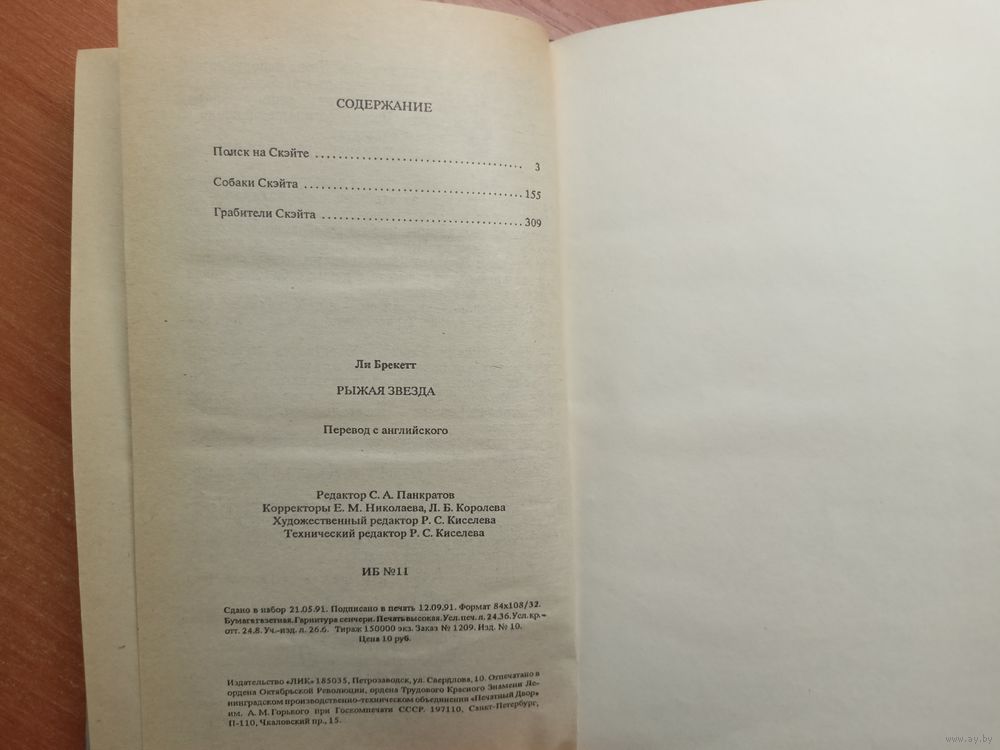 СОДЕРЖАНИЕ
Поиск на Скэйте 3
Собаки Скэйта 155
Грабители Скэйта 309
Ли Брекетт
РЫЖАЯ ЗВЕЗДА
Перевод с английского
Редактор С. А. Панкратов
Корректоры Е. М. Николаева, Л. Б. Королева
Художественный редактор Р. С. Киселева
Технический редактор Р. С. Киселева
ИБ №11
Сдано в набор 21.05.91. Подписано в печать 12.09.91. Формат 84х108/32.
Бумага газетная. Гарнитура сенчери. Печать высокая. Усл. печ. л. 24.36. Усл. кр.-
отт. 24.8. Уч.-изд. л. 26.6. Тираж 150000 экз. Заказ № 1209. Изд. № 10.
Цена 10 руб.
Издательство «ЛИК» 185035, Петрозаводск, ул. Свердлова, 10. Отпечатано в
ордена Октябрьской Революции, ордена Трудового Красного Знамени Ле-
нинградском производственно-техническом объединении «Печатный Двор»
им. А. М. Горького при Госкомпечати СССР. 197110, Санкт-Петербург,
П-110, Чкаловский пр., 15.
www.ay.by